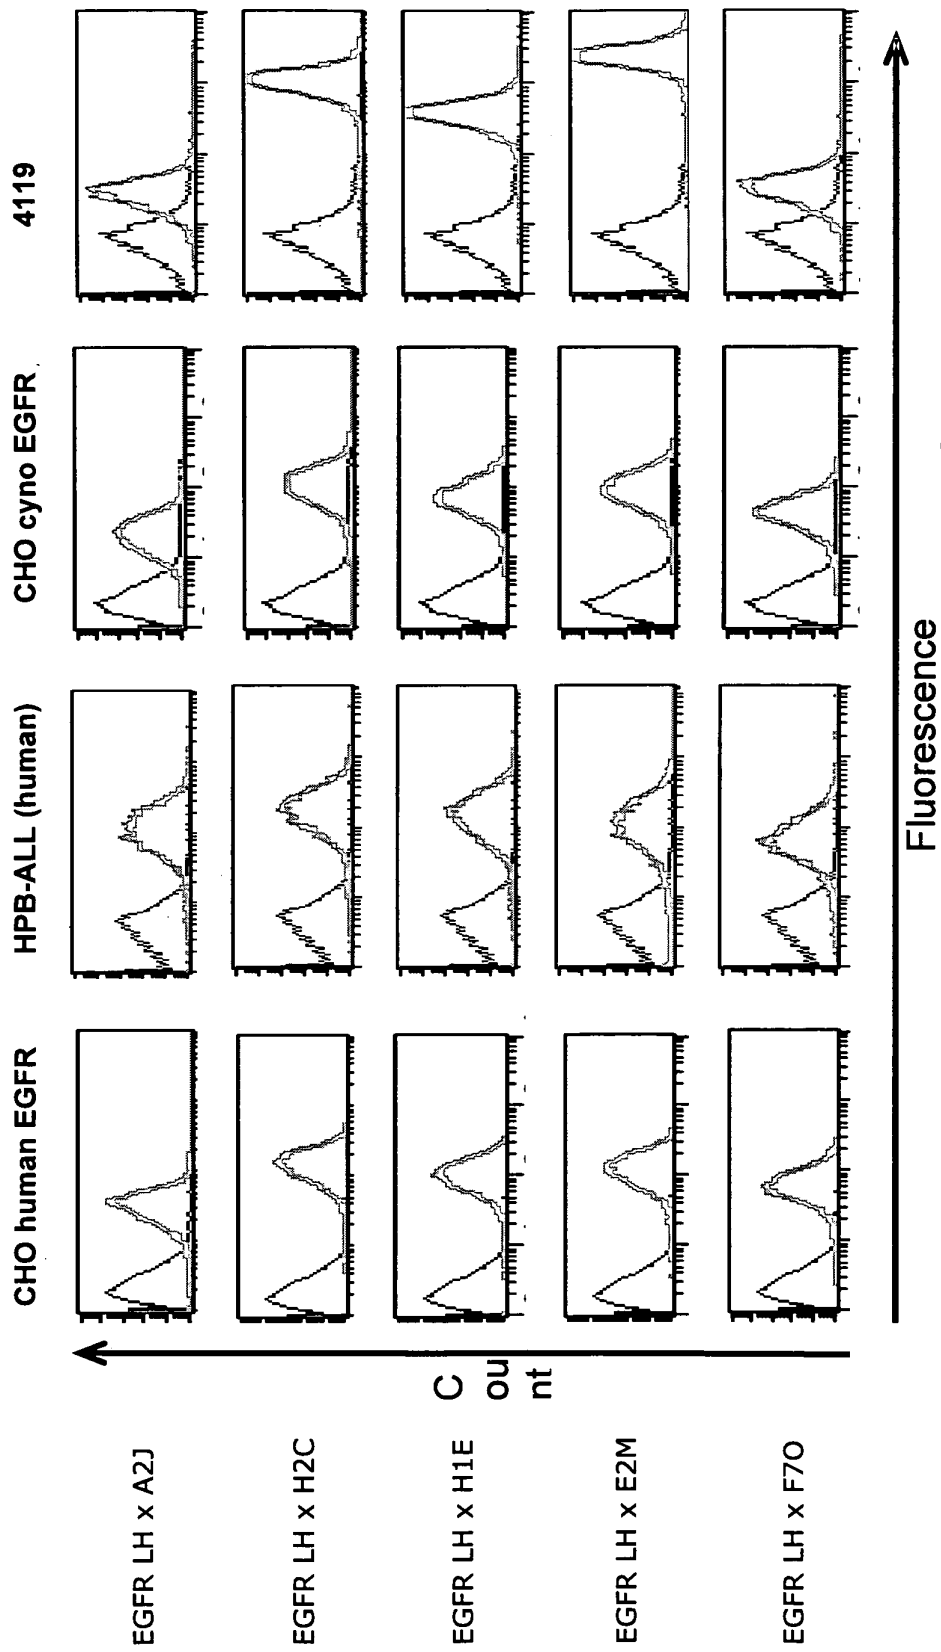 CHO human EGFR
HPB-ALL (human)
CHO cyno EGFR
4119
EGFR LH x A2J
EGFR LH x H2C
EGFR LH x H1E
EGFR LH x E2M
EGFR LH x F7O
C
ou
nt
Fluorescence